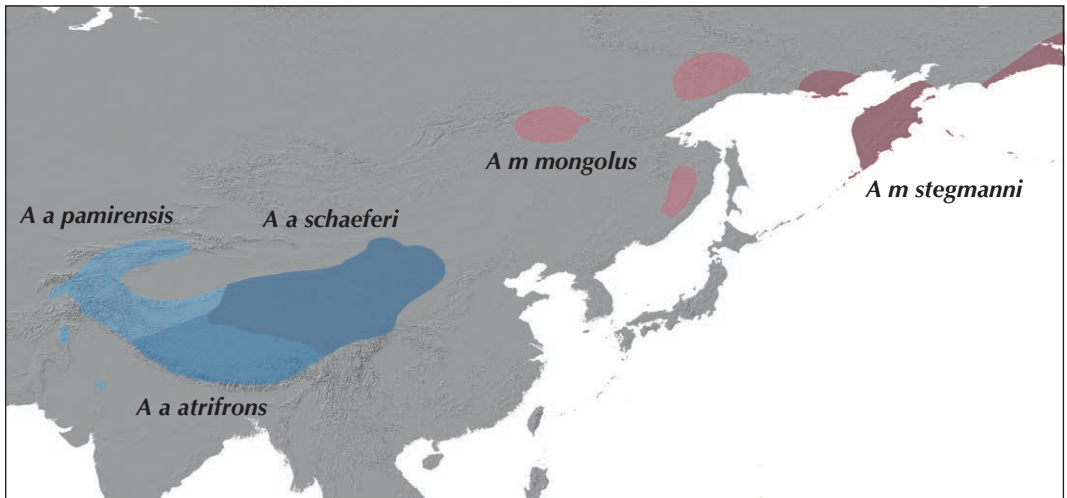 A m mongolus
A m stegmanni
A a pamirensis
A a schaeferi
A a atrifrons